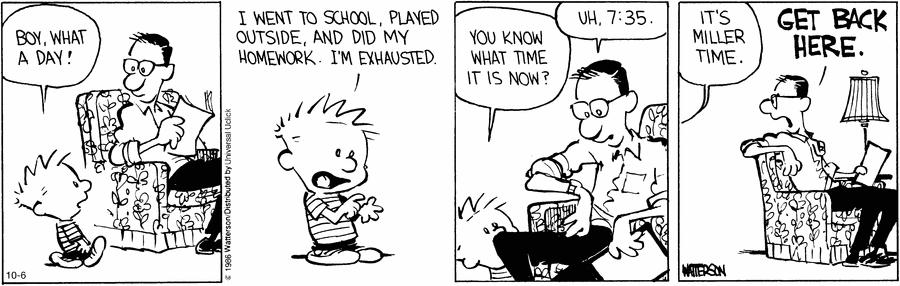 BOY, WHAT
A DAY!
10-6
I WENT TO SCHOOL, PLAYED
OUTSIDE, AND DID MY
HOMEWORK. I'M EXHAUSTED.
© 1986 Watterson/Distributed by Universal Uclick
YOU KNOW
WHAT TIME
IT IS NOW?
UH, 7:35.
IT'S
MILLER
TIME.
GET BACK
HERE.
WATTERSON